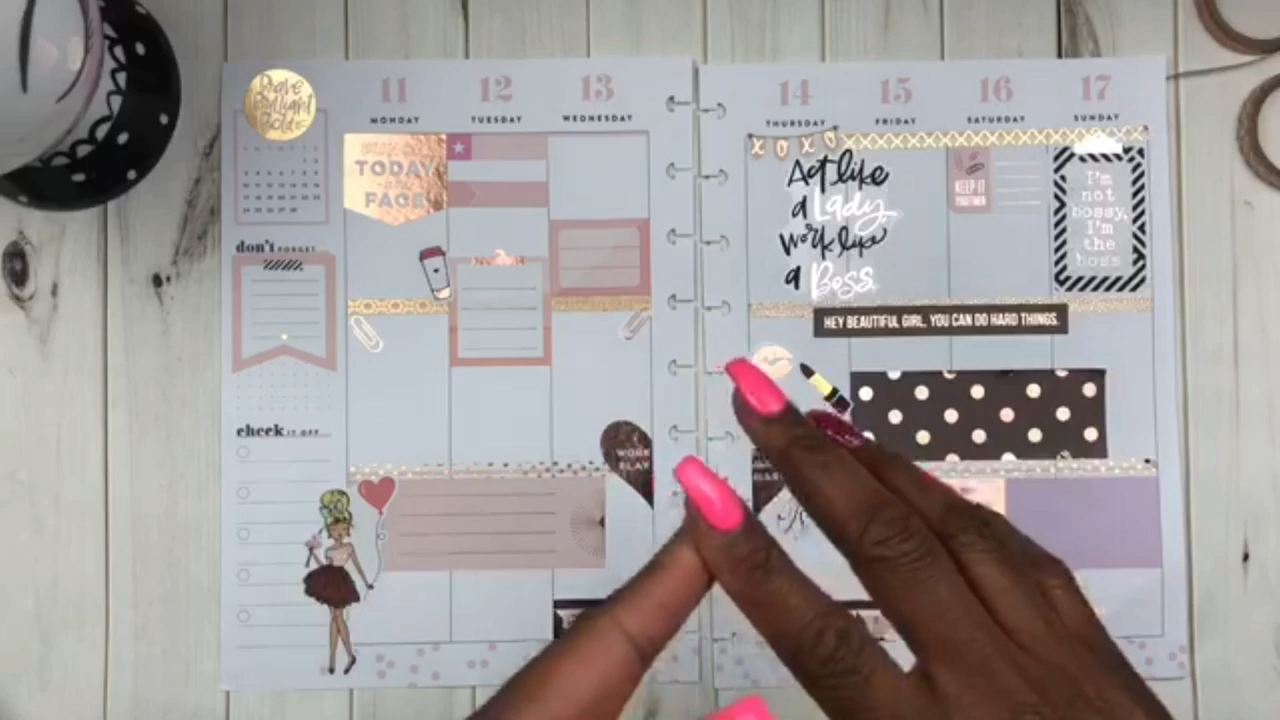 Brave
Brilliant
Bold
11
12
13
14
15
16
17
MONDAY
TUESDAY
WEDNESDAY
THURSDAY
FRIDAY
SATURDAY
SUNDAY
TODAY
FACE
don't FORGET
check IT OFF
WORK
PLAY
XOXO
Act like
a Lady
Work like
a Boss
KEEP IT
TOGETHER
I'm
not
bossy,
I'm
the
boss
HEY BEAUTIFUL GIRL, YOU CAN DO HARD THINGS.